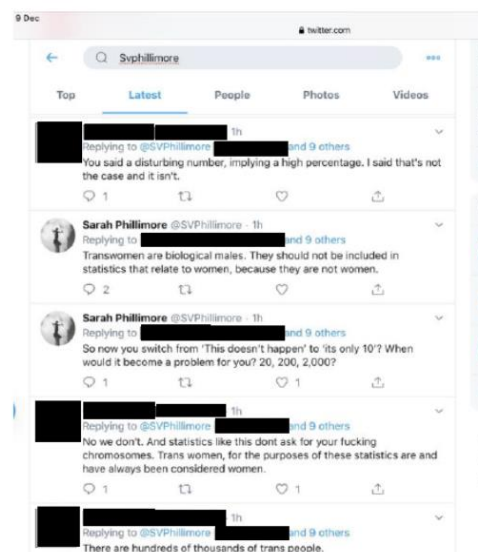 9 Dec
twitter.com
Svphillimore
Top Latest People Photos Videos
1h
Replying to @SVPhillimore and 9 others
You said a disturbing number, implying a high percentage. I said that's not
the case and it isn't.
1
Sarah Phillimore @SVPhillimore · 1h
Replying to and 9 others
Transwomen are biological males. They should not be included in
statistics that relate to women, because they are not women.
2
Sarah Phillimore @SVPhillimore · 1h
Replying to and 9 others
So now you switch from 'This doesn't happen' to 'its only 10'? When
would it become a problem for you? 20, 200, 2,000?
1 1
1h
Replying to @SVPhillimore and 9 others
No we don't. And statistics like this dont ask for your fucking
chromosomes. Trans women, for the purposes of these statistics are and
have always been considered women.
1 1
1h
Replying to @SVPhillimore and 9 others
There are hundreds of thousands of trans people.